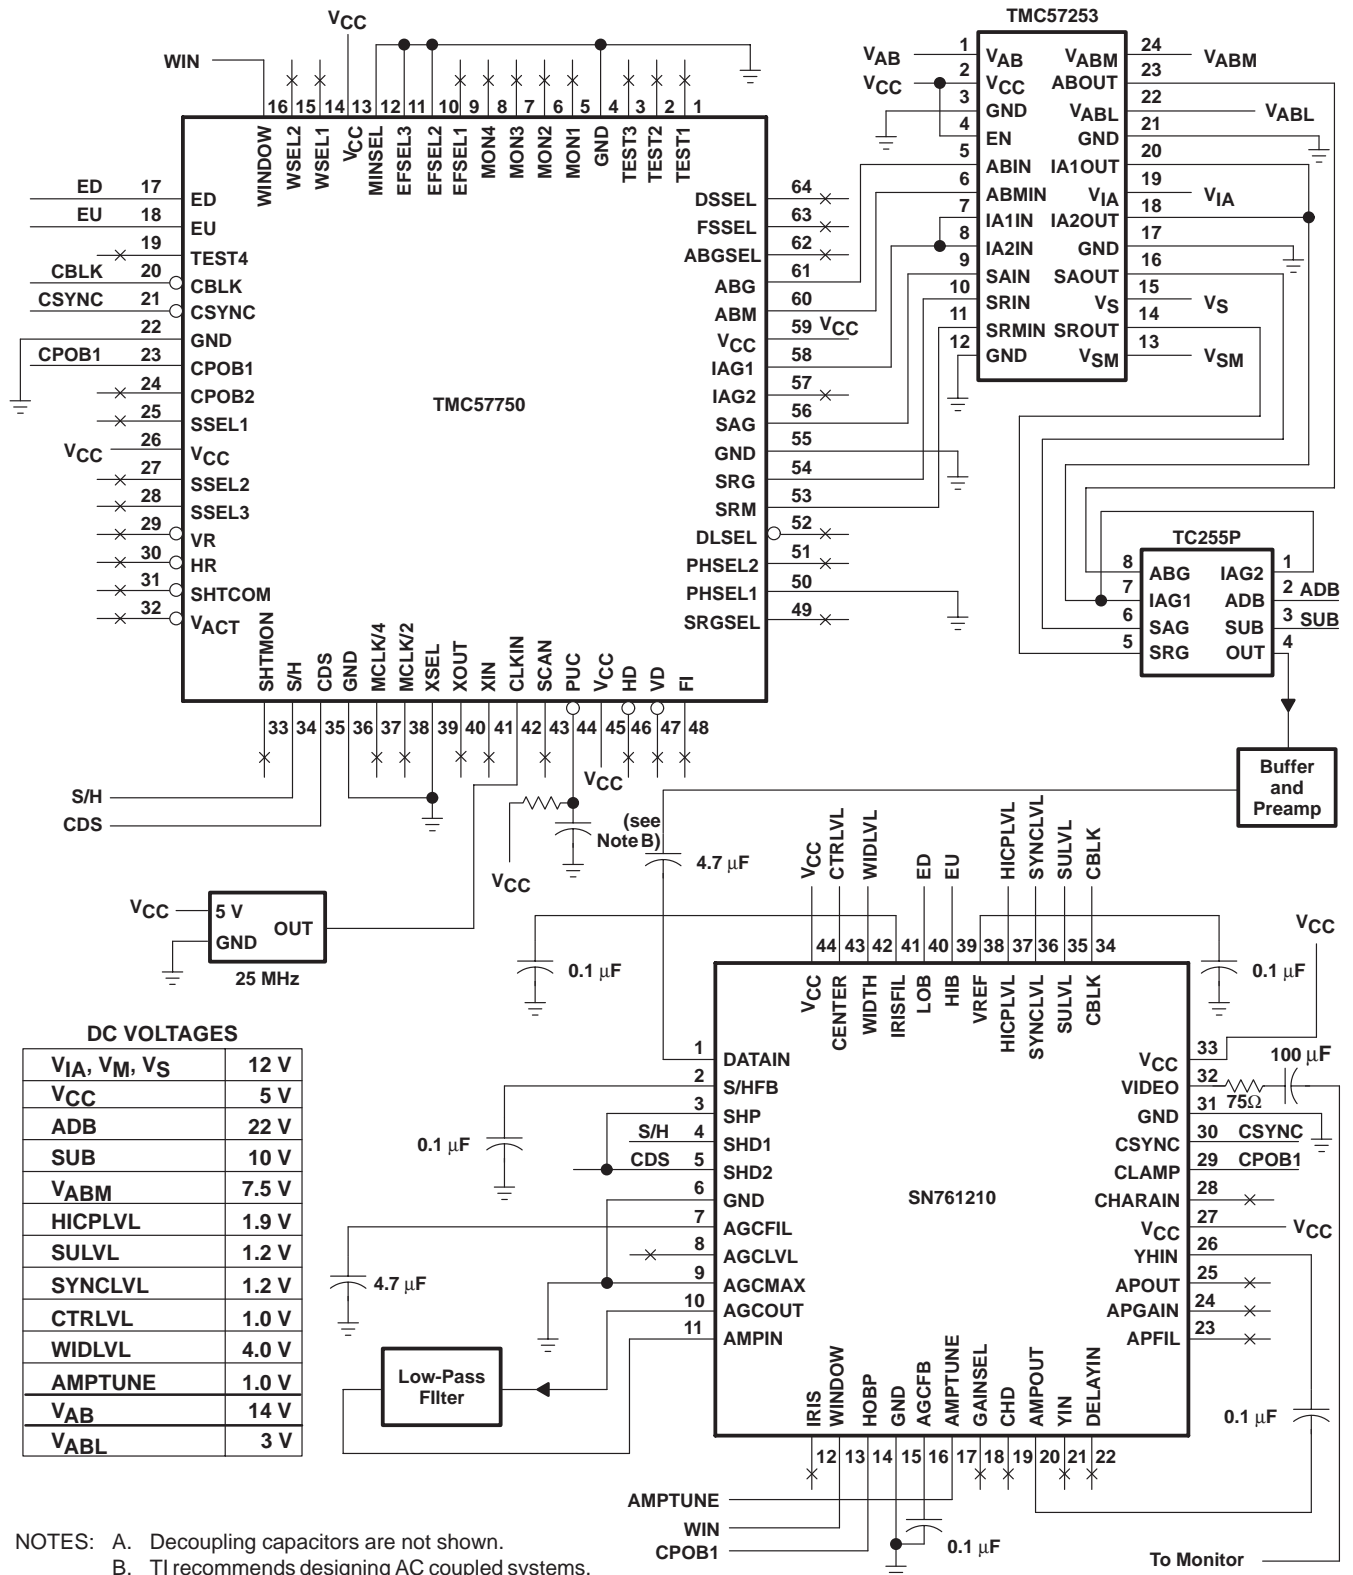 TMC57253
VCC
WIN
16 15 14 13 12 11 10 9 8 7 6 5 4 3 2 1
WINDOW
WSEL2
WSEL1
VCC
MINSEL
EFSEL3
EFSEL2
EFSEL1
MON4
MON3
MON2
MON1
GND
TEST3
TEST2
TEST1
TMC57750
ED 17 ED
EU 18 EU
19 TEST4
CBLK 20 CBLK
CSYNC 21 CSYNC
22 GND
CPOB1 23 CPOB1
24 CPOB2
25 SSEL1
VCC 26 VCC
27 SSEL2
28 SSEL3
29 VR
30 HR
31 SHTCOM
32 VACT
DSSEL 64
FSSEL 63
ABGSEL 62
ABG 61
ABM 60
VCC 59 VCC
IAG1 58
IAG2 57
SAG 56
GND 55
SRG 54
SRM 53
DLSEL 52
PHSEL2 51
PHSEL1 50
SRGSEL 49
SHTMON
S/H
CDS
GND
MCLK/4
MCLK/2
XSEL
XOUT
XIN
CLKIN
SCAN
PUC
VCC
HD
VD
FI
33 34 35 36 37 38 39 40 41 42 43 44 45 46 47 48
S/H
CDS
VCC
VCC
VAB 1 VAB
VCC 2 VCC
3 GND
4 EN
5 ABIN
6 ABMIN
7 IA1IN
8 IA2IN
9 SAIN
10 SRIN
11 SRMIN
12 GND
VABM 24 VABM
ABOUT 23
VABL 22 VABL
GND 21
IA1OUT 20
VIA 19 VIA
IA2OUT 18
GND 17
SAOUT 16
VS 15 VS
SROUT 14
VSM 13 VSM
TC255P
8 ABG IAG2 1
7 IAG1 ADB 2 ADB
6 SAG SUB 3 SUB
5 SRG OUT 4
Buffer
and
Preamp
(see
Note B)
4.7 μF
VCC 5 V
OUT
GND
25 MHz
0.1 μF
VCC
CTRLVL
WIDLVL
ED
EU
HICPLVL
SYNCLVL
SULVL
CBLK
44 43 42 41 40 39 38 37 36 35 34
VCC
CENTER
WIDTH
IRISFIL
LOB
HIB
VREF
HICPLVL
SYNCLVL
SULVL
CBLK
0.1 μF
VCC
SN761210
1 DATAIN
2 S/HFB
3 SHP
S/H 4 SHD1
CDS 5 SHD2
6 GND
7 AGCFIL
8 AGCLVL
9 AGCMAX
10 AGCOUT
11 AMPIN
0.1 μF
4.7 μF
Low-Pass
FIlter
VCC 33
VIDEO 32
75Ω
100 μF
GND 31
CSYNC 30 CSYNC
CLAMP 29 CPOB1
CHARAIN 28
VCC 27 VCC
YHIN 26
APOUT 25
APGAIN 24
APFIL 23
0.1 μF
IRIS
WINDOW
HOBP
GND
AGCFB
AMPTUNE
GAINSEL
CHD
AMPOUT
YIN
DELAYIN
12 13 14 15 16 17 18 19 20 21 22
AMPTUNE
WIN
CPOB1
0.1 μF
To Monitor
DC VOLTAGES
VIA, VM, VS 12 V
VCC 5 V
ADB 22 V
SUB 10 V
VABM 7.5 V
HICPLVL 1.9 V
SULVL 1.2 V
SYNCLVL 1.2 V
CTRLVL 1.0 V
WIDLVL 4.0 V
AMPTUNE 1.0 V
VAB 14 V
VABL 3 V
NOTES: A. Decoupling capacitors are not shown.
B. TI recommends designing AC coupled systems.